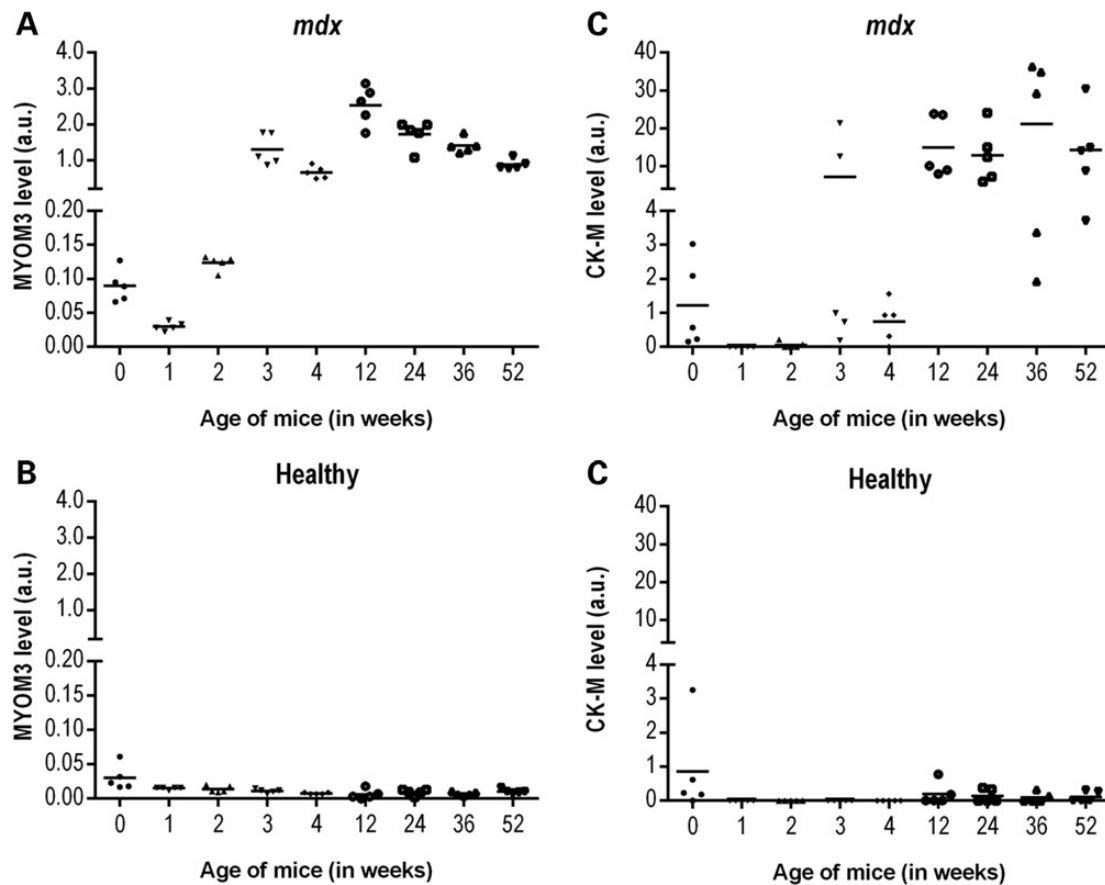 A
mdx
MYOM3 level (a.u.)
4.0
3.0
2.0
1.0
0.20
0.15
0.10
0.05
0.00
0 1 2 3 4 12 24 36 52
Age of mice (in weeks)
C
mdx
CK-M level (a.u.)
40
30
20
10
4
3
2
1
0
0 1 2 3 4 12 24 36 52
Age of mice (in weeks)
B
Healthy
MYOM3 level (a.u.)
4.0
3.0
2.0
1.0
0.20
0.15
0.10
0.05
0.00
0 1 2 3 4 12 24 36 52
Age of mice (in weeks)
C
Healthy
CK-M level (a.u.)
40
30
20
10
4
3
2
1
0
0 1 2 3 4 12 24 36 52
Age of mice (in weeks)